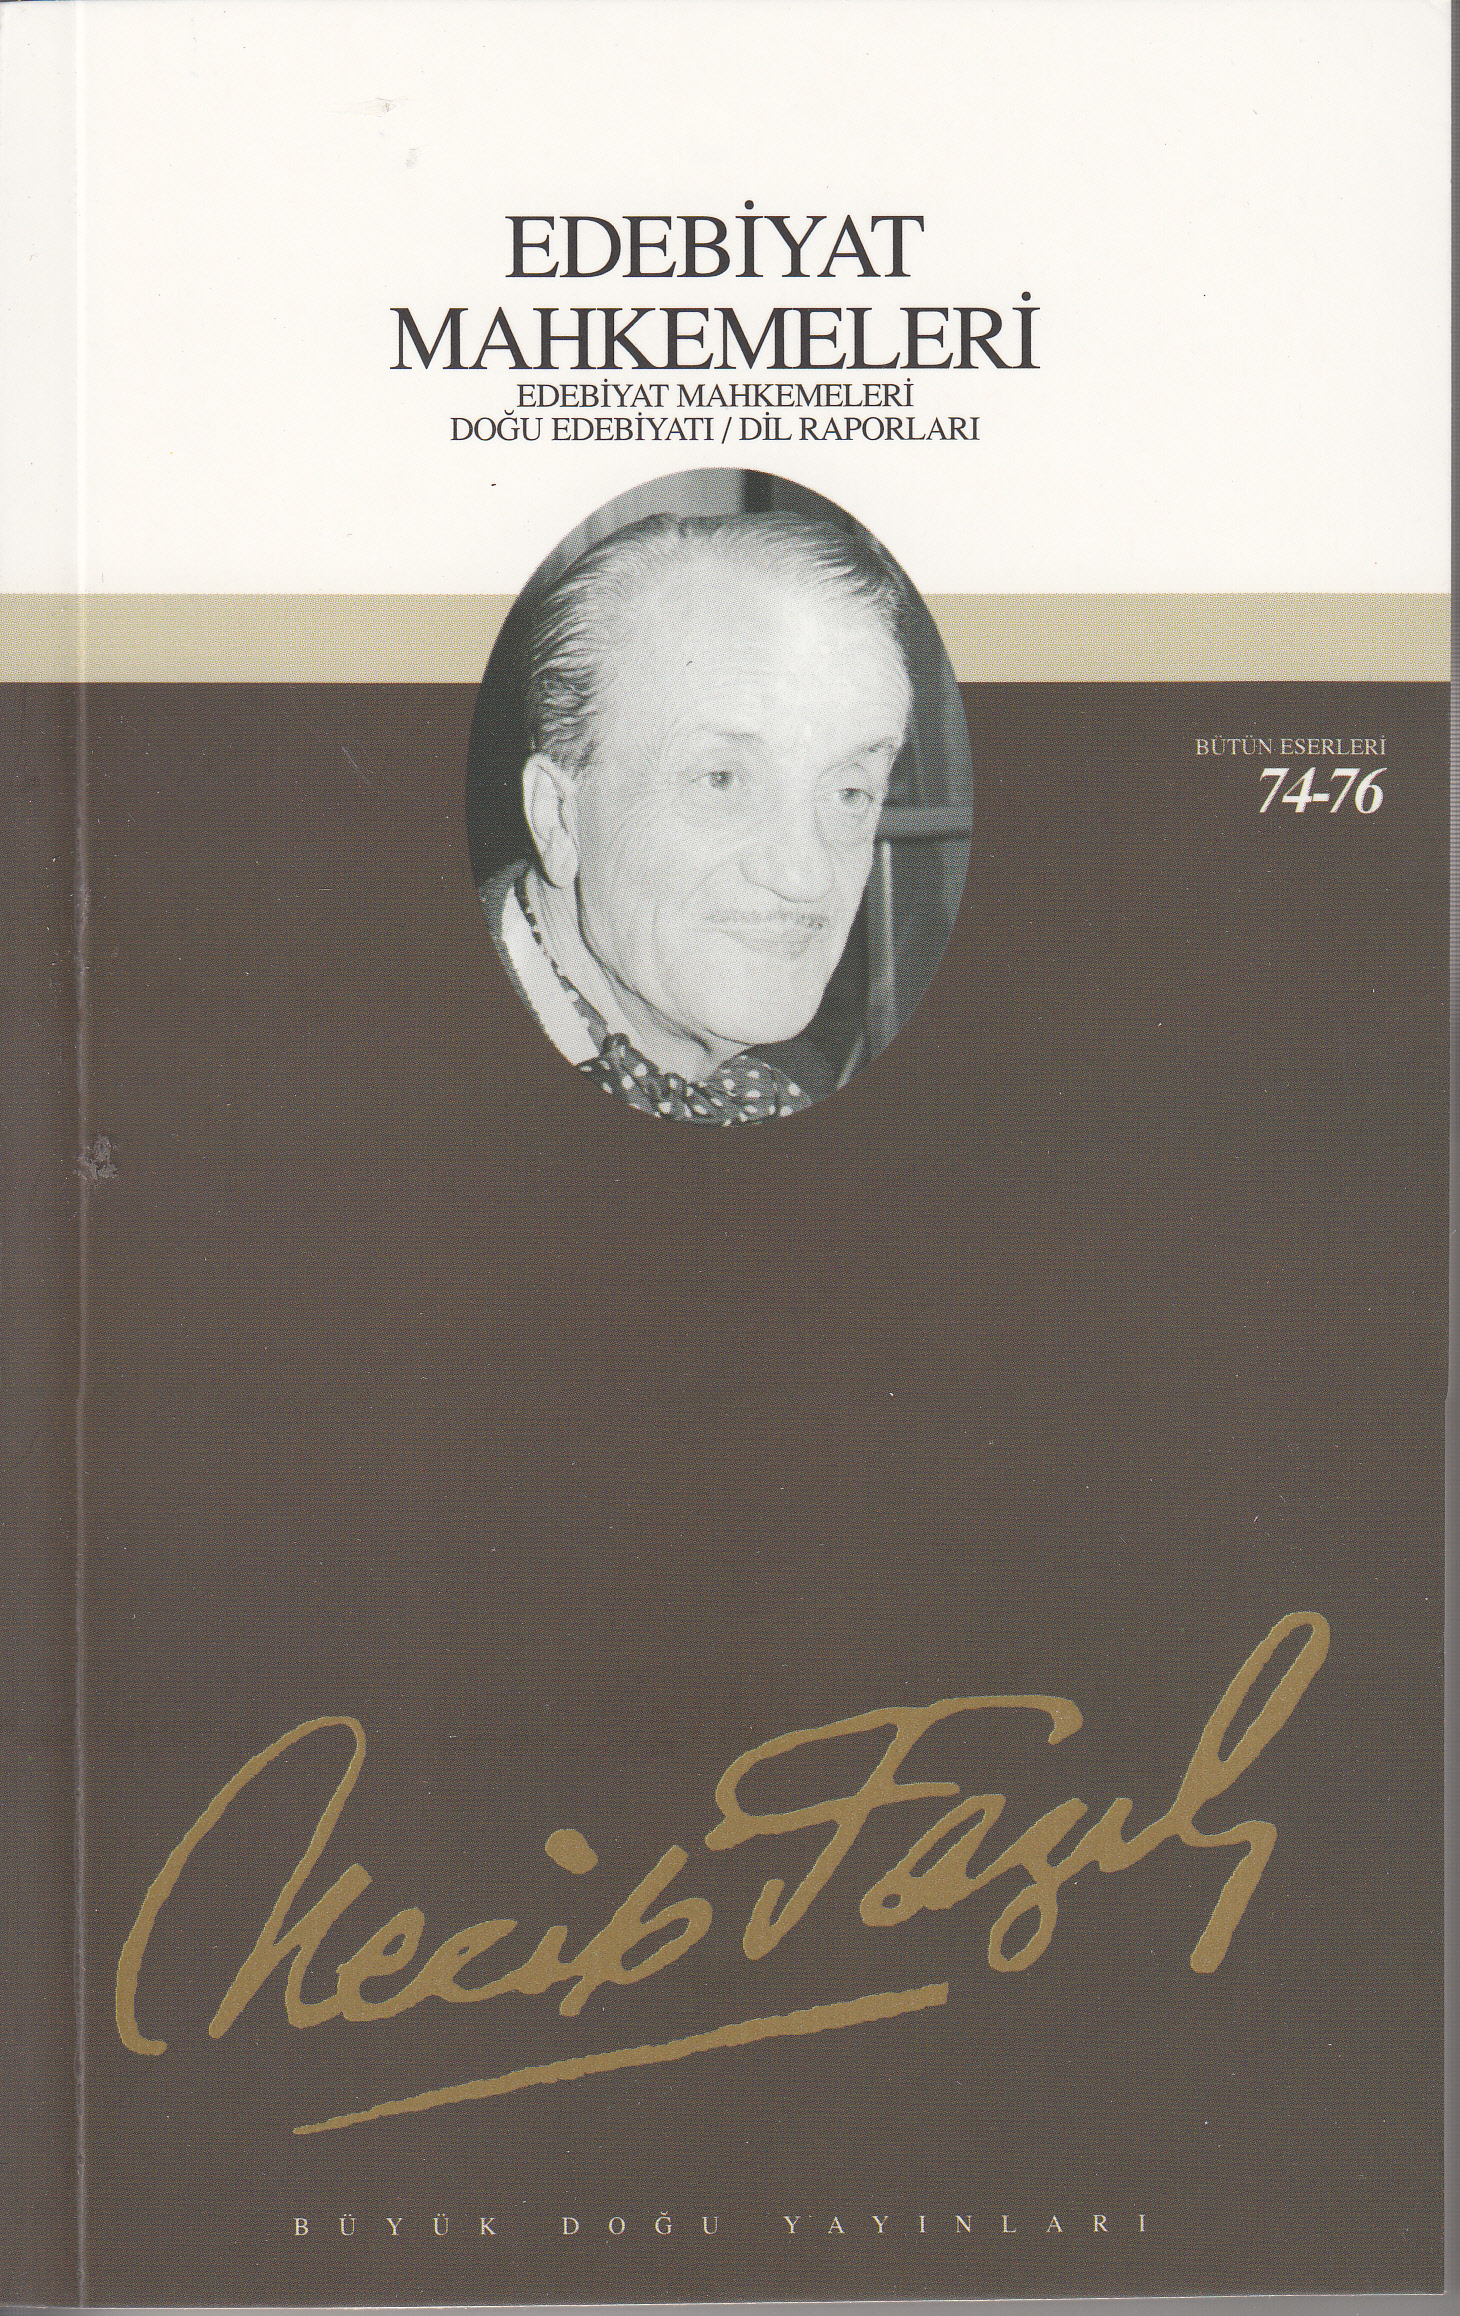 EDEBİYAT
MAHKEMELERİ
EDEBİYAT MAHKEMELERİ
DOĞU EDEBİYATI / DİL RAPORLARI
BÜTÜN ESERLERİ
74-76
Necip Fazıl
BÜYÜK DOĞU YAYINLARI